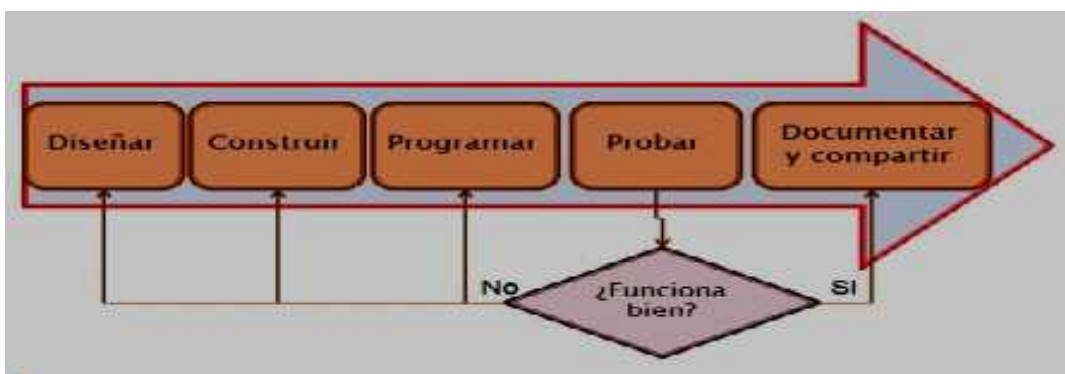 Diseñar
Construir
Programar
Probar
Documentar
y compartir
No
¿Funciona
bien?
SI